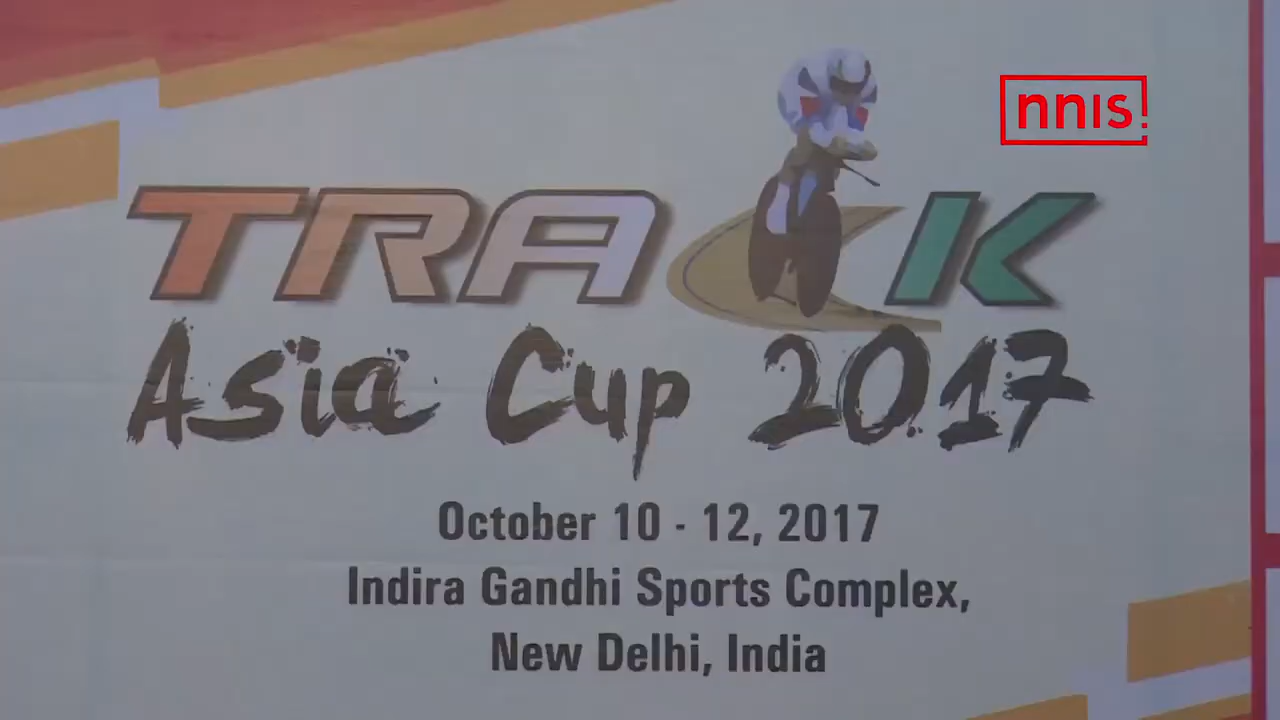 nnis!
TRACK
Asia Cup 2017
October 10 - 12, 2017
Indira Gandhi Sports Complex,
New Delhi, India